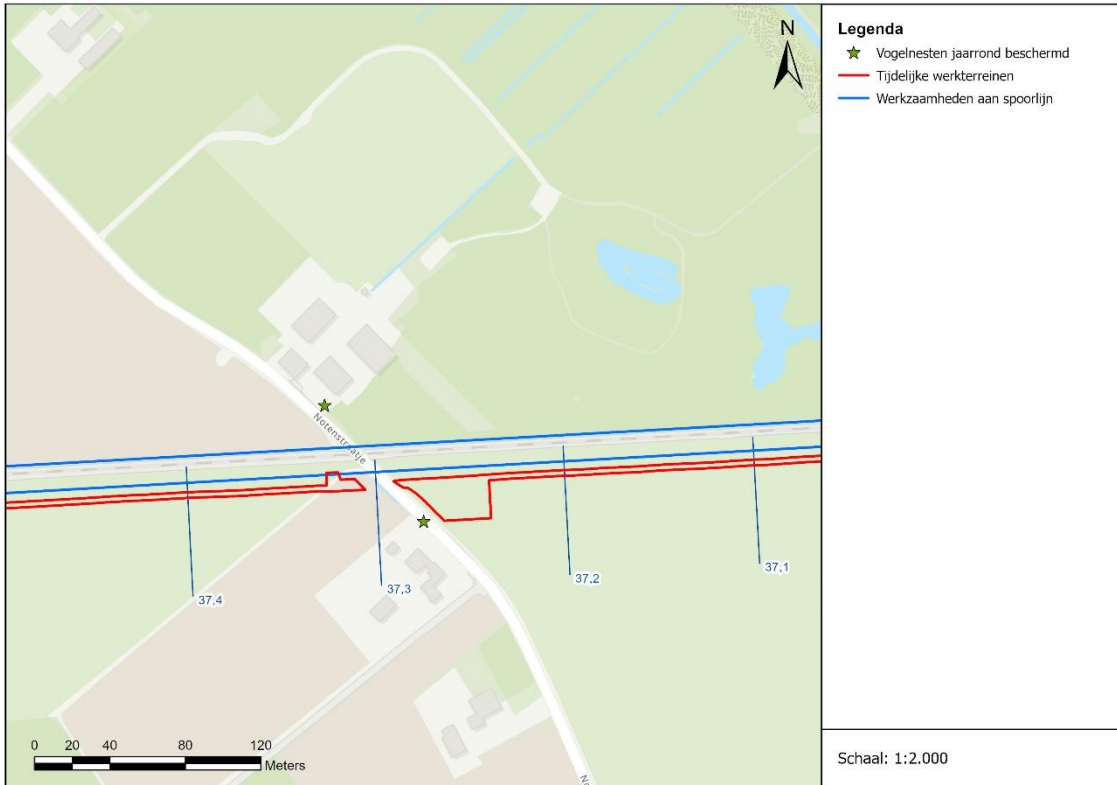 N
Legenda
Vogelnesten jaarrond beschermd
Tijdelijke werkterreinen
Werkzaamheden aan spoorlijn
Notenstraatje
37,4
37,3
37,2
37,1
0 20 40 80 120
Meters
No
Schaal: 1:2.000